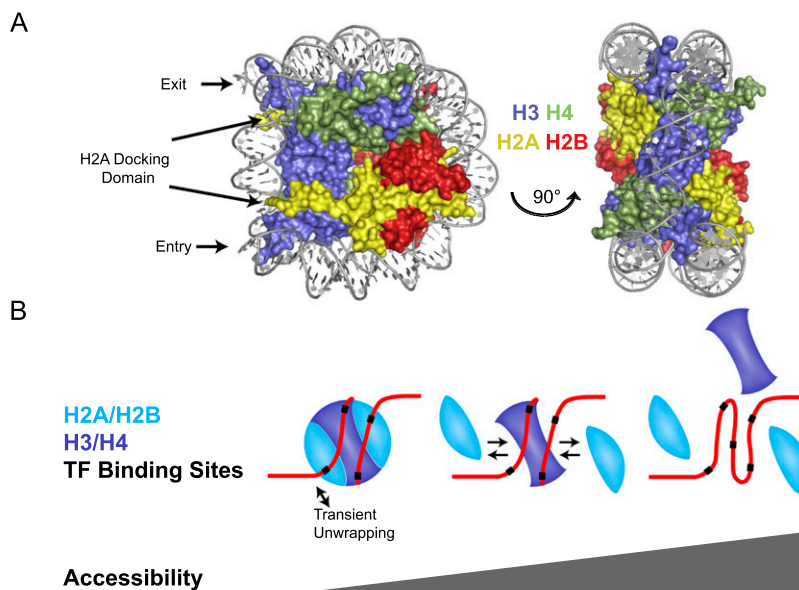 A
Exit
H2A Docking
Domain
Entry
H3 H4
H2A H2B
90°
B
H2A/H2B
H3/H4
TF Binding Sites
Transient
Unwrapping
Accessibility